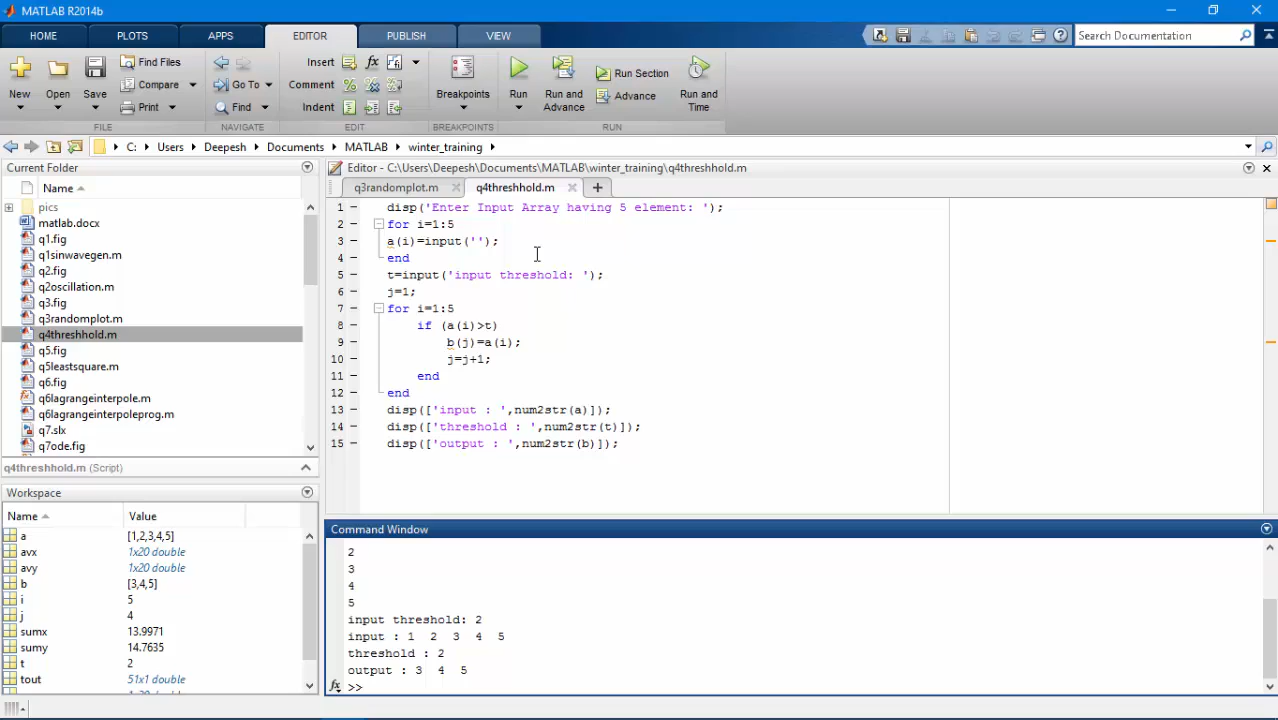 MATLAB R2014b
HOME PLOTS APPS EDITOR PUBLISH VIEW
Search Documentation
New Open Save Find Files Compare Print
Go To Find
Insert Comment Indent
Breakpoints
Run Run and Advance Run Section Advance Run and Time
FILE NAVIGATE EDIT BREAKPOINTS RUN
C: Users Deepesh Documents MATLAB winter_training
Current Folder
Name
pics
matlab.docx
q1.fig
q1sinwavegen.m
q2.fig
q2oscillation.m
q3.fig
q3randomplot.m
q4threshhold.m
q5.fig
q5leastsquare.m
q6.fig
q6lagrangeinterpole.m
q6lagrangeinterpoleprog.m
q7.slx
q7ode.fig
q4threshhold.m (Script)
Workspace
Name Value
a [1,2,3,4,5]
avx 1x20 double
avy 1x20 double
b [3,4,5]
i 5
j 4
sumx 13.9971
sumy 14.7635
t 2
tout 51x1 double
Editor - C:\Users\Deepesh\Documents\MATLAB\winter_training\q4threshhold.m
q3randomplot.m q4threshhold.m
1 disp('Enter Input Array having 5 element: ');
2 for i=1:5
3 a(i)=input('');
4 end
5 t=input('input threshold: ');
6 j=1;
7 for i=1:5
8 if (a(i)>t)
9 b(j)=a(i);
10 j=j+1;
11 end
12 end
13 disp(['input : ',num2str(a)]);
14 disp(['threshold : ',num2str(t)]);
15 disp(['output : ',num2str(b)]);
Command Window
2
3
4
5
input threshold: 2
input : 1 2 3 4 5
threshold : 2
output : 3 4 5
fx >>